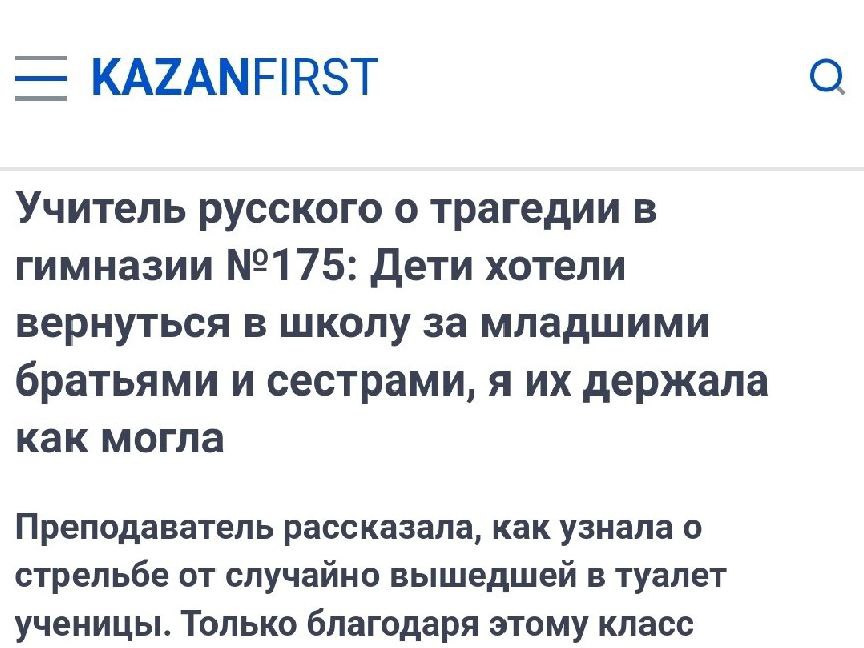 KAZANFIRST
Учитель русского о трагедии в
гимназии №175: Дети хотели
вернуться в школу за младшими
братьями и сестрами, я их держала
как могла
Преподаватель рассказала, как узнала о
стрельбе от случайно вышедшей в туалет
ученицы. Только благодаря этому класс